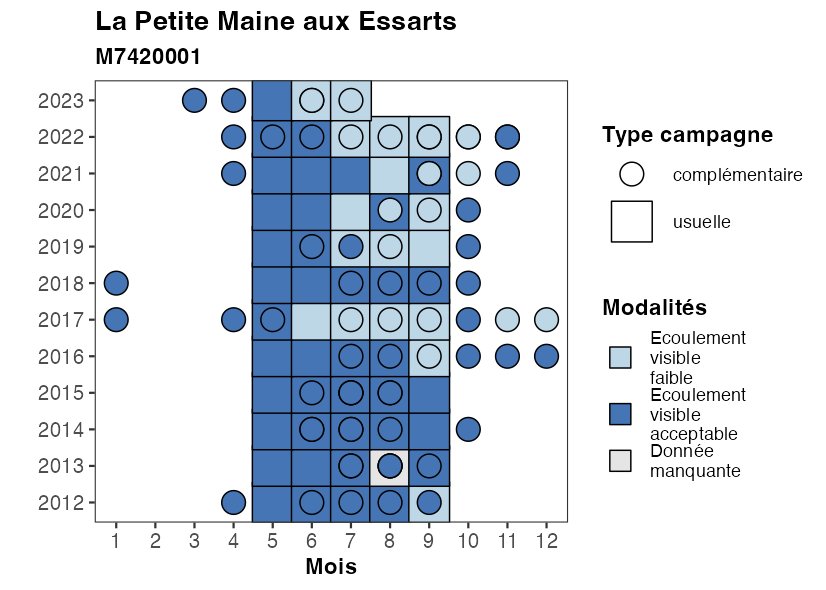 La Petite Maine aux Essarts
M7420001
2023
2022
2021
2020
2019
2018
2017
2016
2015
2014
2013
2012
1 2 3 4 5 6 7 8 9 10 11 12
Mois
Type campagne
complémentaire
usuelle
Modalités
Ecoulement
visible
faible
Ecoulement
visible
acceptable
Donnée
manquante